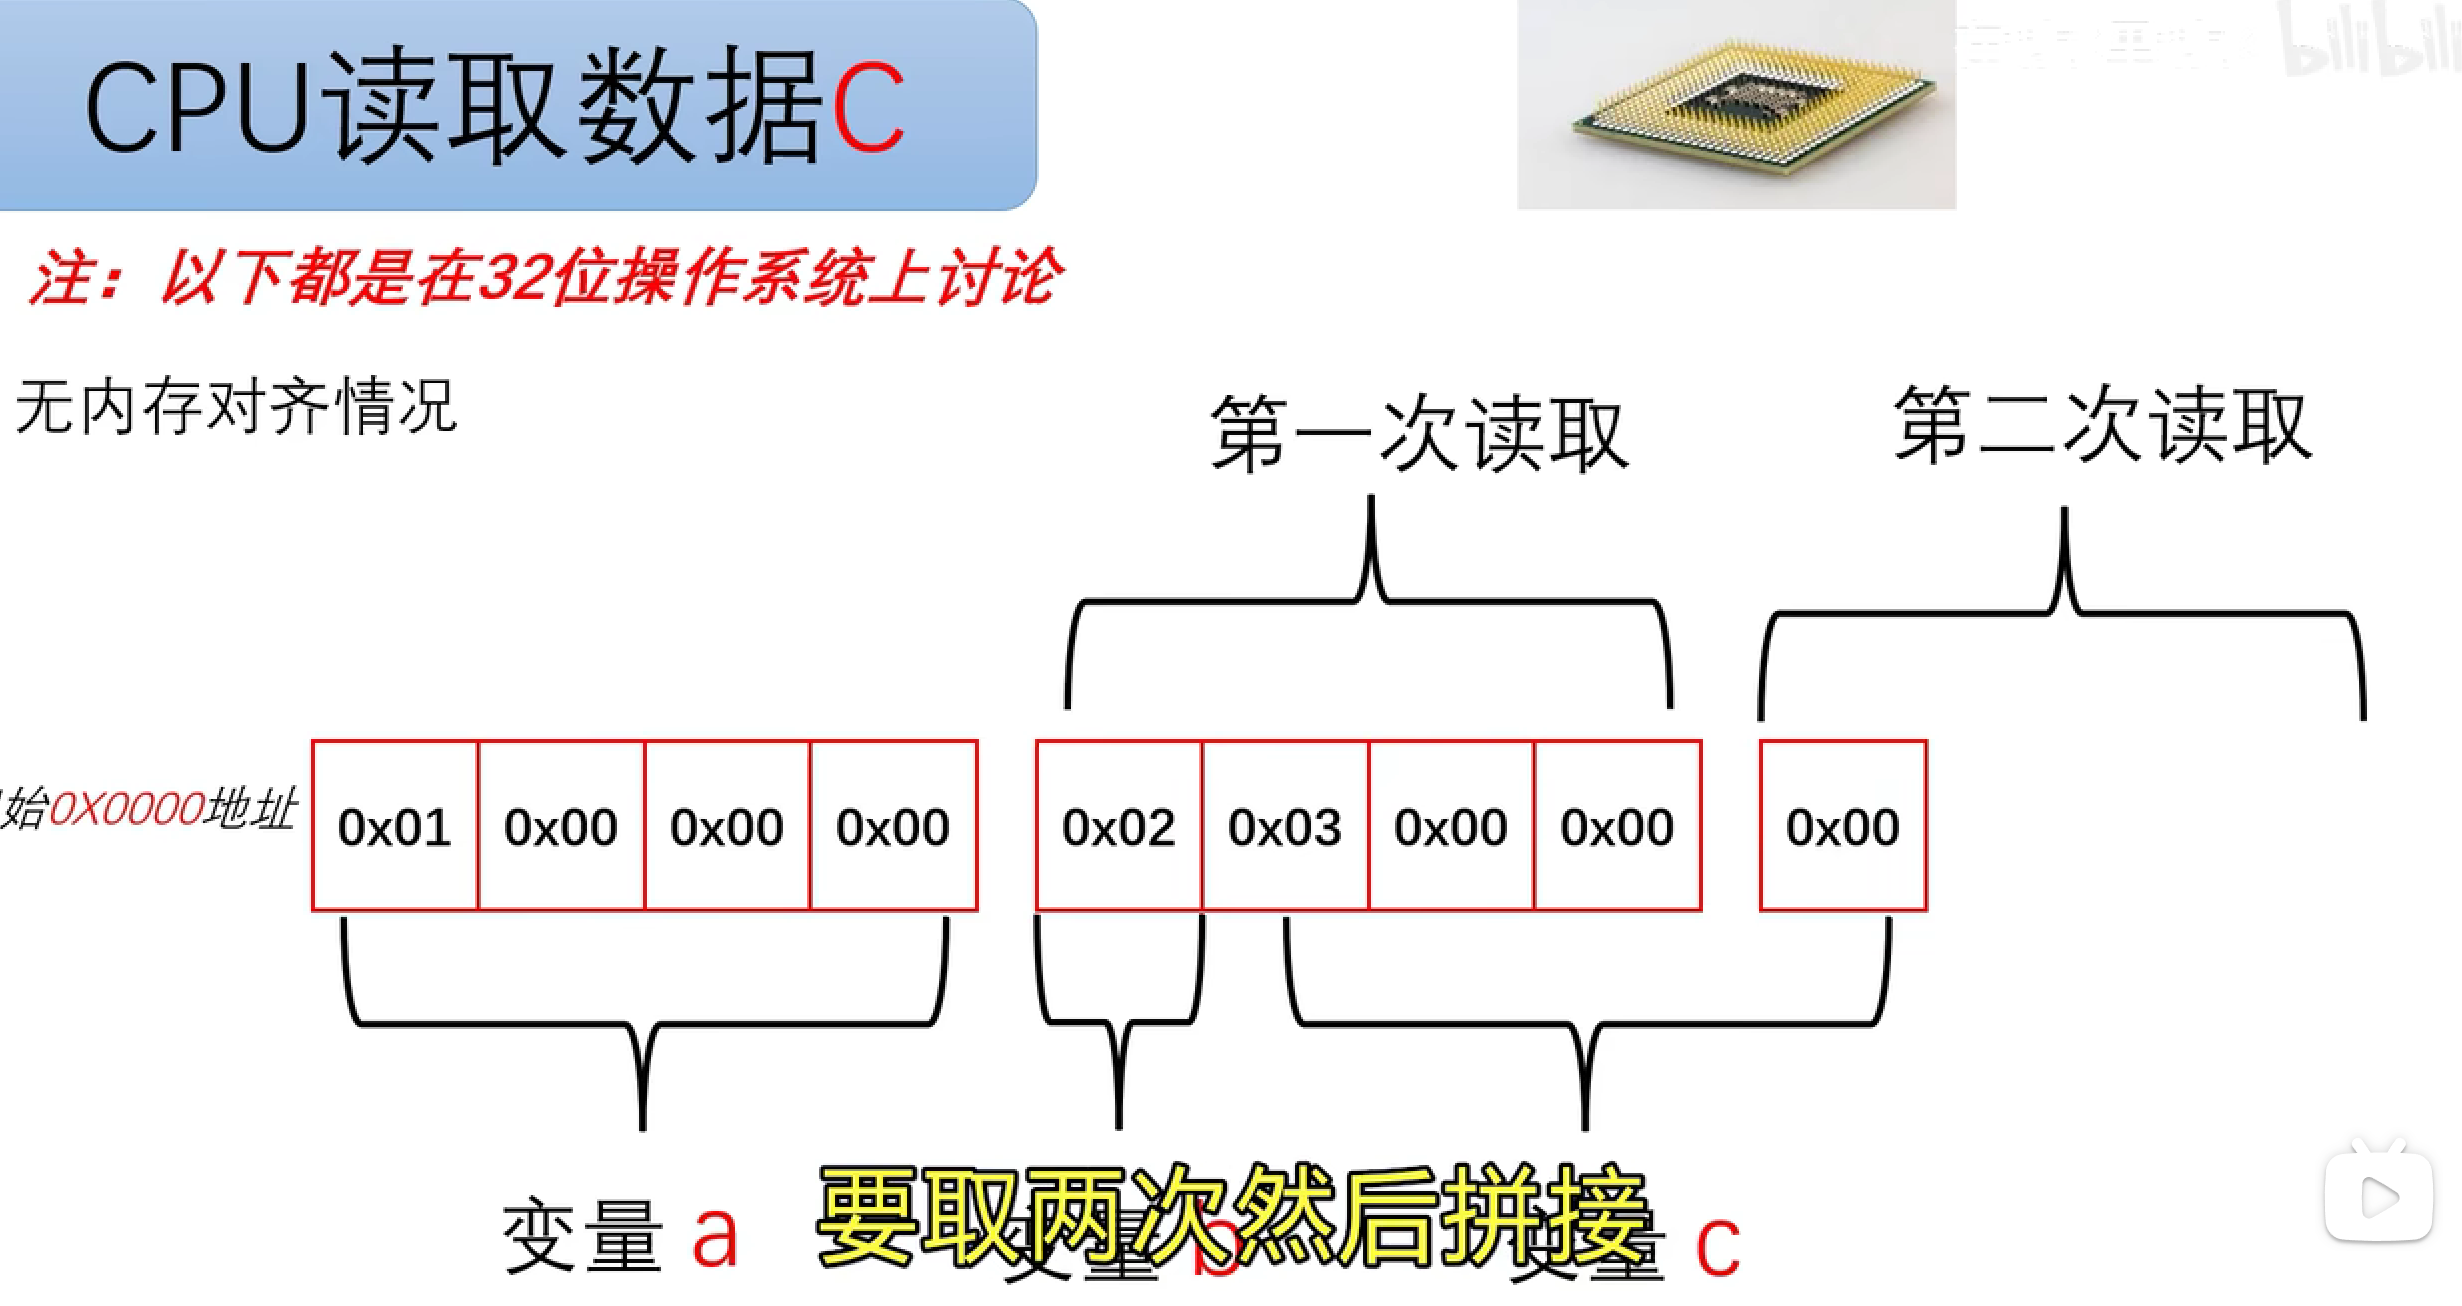 CPU读取数据C
bilibili
注：以下都是在32位操作系统上讨论
无内存对齐情况
第一次读取
第二次读取
始0X0000地址
0x01 0x00 0x00 0x00 0x02 0x03 0x00 0x00 0x00
变量 a
变量 b
变量 c
要取两次然后拼接